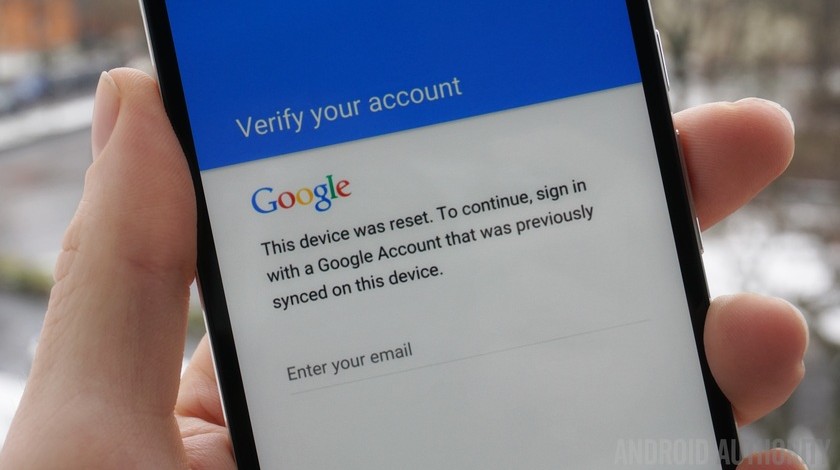 Verify your account
Google
This device was reset. To continue, sign in
with a Google Account that was previously
synced on this device.
Enter your email
ANDROID AUTHORITY